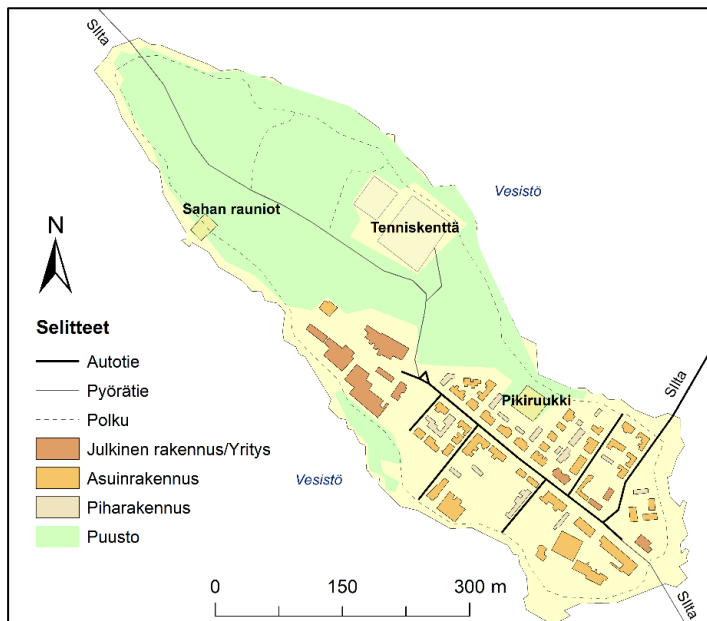 SIlta
Vesistö
Sahan rauniot
Tenniskenttä
N
Selitteet
Autotie
Pyörätie
Polku
Julkinen rakennus/Yritys
Asuinrakennus
Piharakennus
Puusto
Pikiruukki
SIlta
Vesistö
0 150 300 m
SIlta